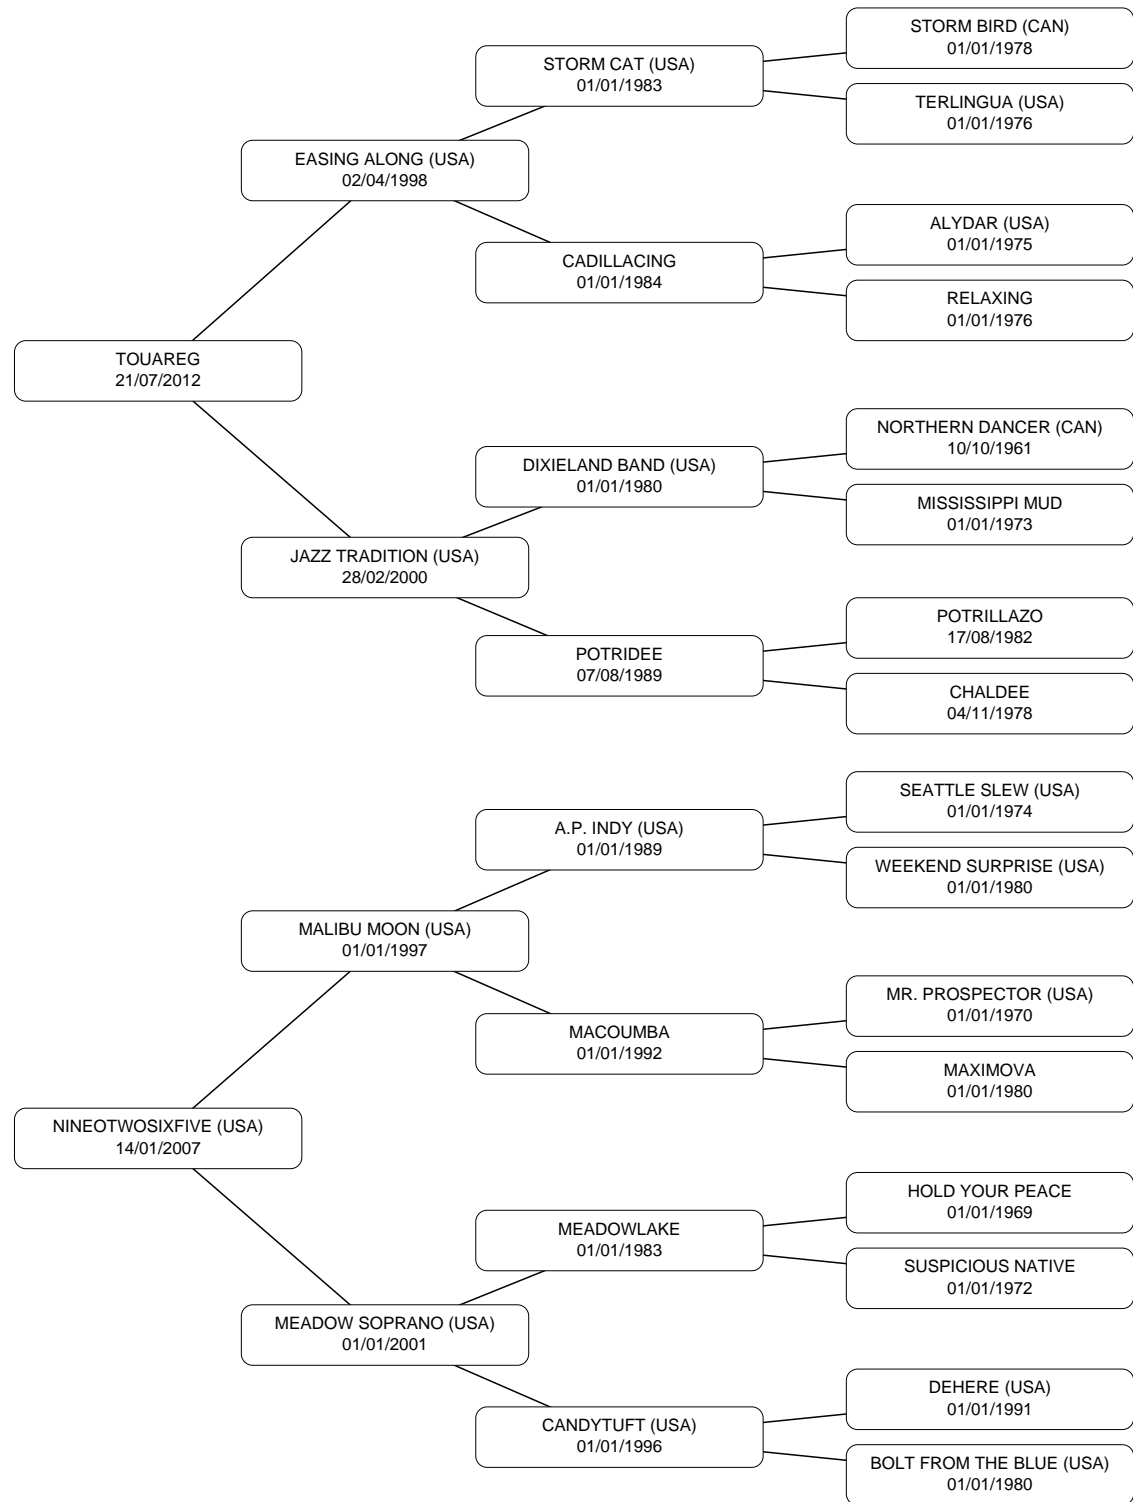 STORM BIRD (CAN)
01/01/1978
STORM CAT (USA)
01/01/1983
TERLINGUA (USA)
01/01/1976
EASING ALONG (USA)
02/04/1998
ALYDAR (USA)
01/01/1975
CADILLACING
01/01/1984
RELAXING
01/01/1976
TOUAREG
21/07/2012
NORTHERN DANCER (CAN)
10/10/1961
DIXIELAND BAND (USA)
01/01/1980
MISSISSIPPI MUD
01/01/1973
JAZZ TRADITION (USA)
28/02/2000
POTRILLAZO
17/08/1982
POTRIDEE
07/08/1989
CHALDEE
04/11/1978
SEATTLE SLEW (USA)
01/01/1974
A.P. INDY (USA)
01/01/1989
WEEKEND SURPRISE (USA)
01/01/1980
MALIBU MOON (USA)
01/01/1997
MR. PROSPECTOR (USA)
01/01/1970
MACOUMBA
01/01/1992
MAXIMOVA
01/01/1980
NINEOTWOSIXFIVE (USA)
14/01/2007
HOLD YOUR PEACE
01/01/1969
MEADOWLAKE
01/01/1983
SUSPICIOUS NATIVE
01/01/1972
MEADOW SOPRANO (USA)
01/01/2001
DEHERE (USA)
01/01/1991
CANDYTUFT (USA)
01/01/1996
BOLT FROM THE BLUE (USA)
01/01/1980